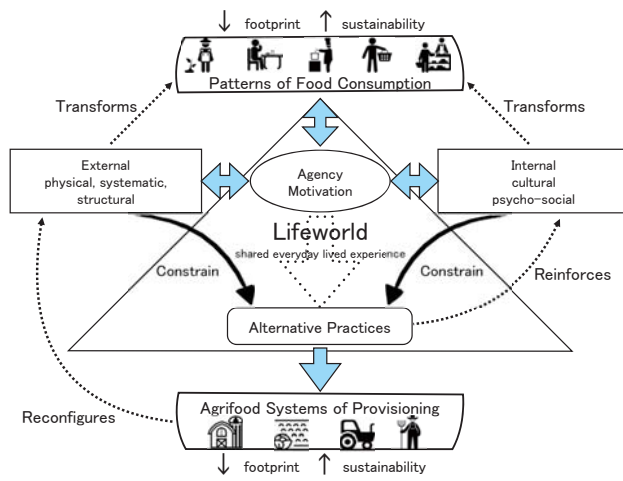 ↓ footprint ↑ sustainability
Patterns of Food Consumption
Transforms
Transforms
External
physical, systematic,
structural
Agency
Motivation
Internal
cultural
psycho-social
Lifeworld
shared everyday lived experience
Constrain
Constrain
Reinforces
Alternative Practices
Reconfigures
Agrifood Systems of Provisioning
↓ footprint ↑ sustainability